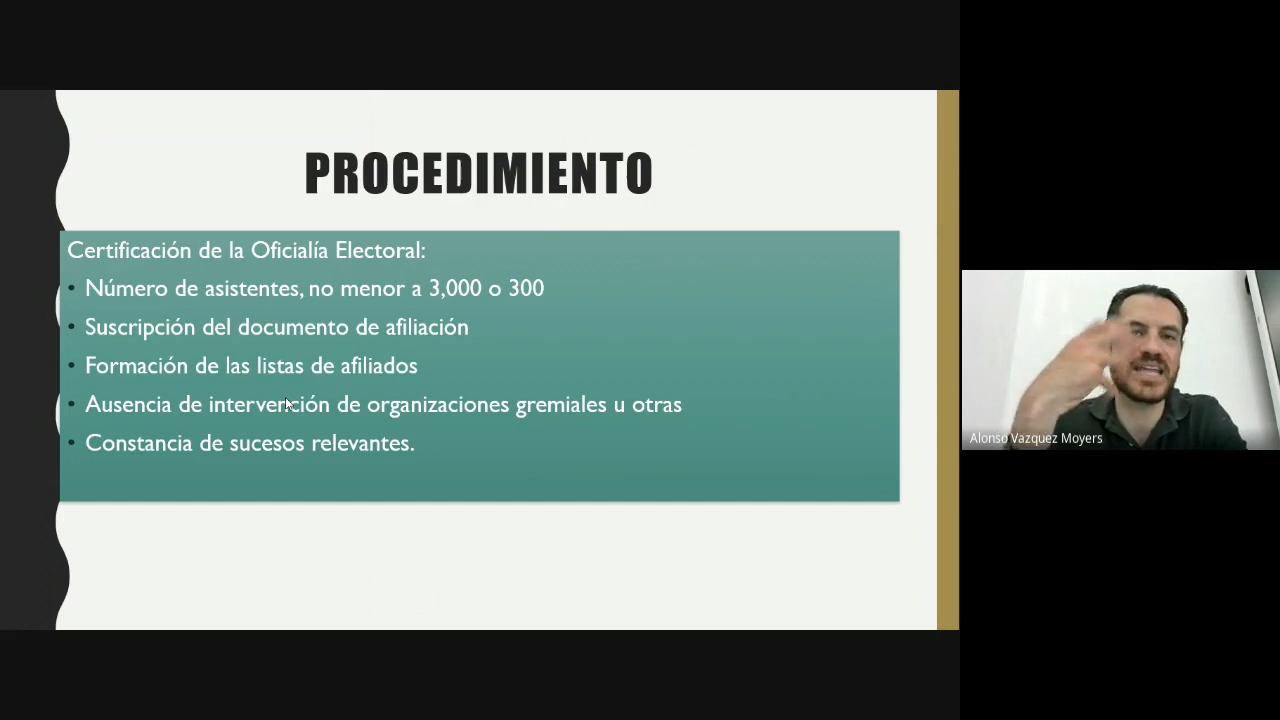 PROCEDIMIENTO
Certificación de la Oficialía Electoral:
• Número de asistentes, no menor a 3,000 o 300
• Suscripción del documento de afiliación
• Formación de las listas de afiliados
• Ausencia de intervención de organizaciones gremiales u otras
• Constancia de sucesos relevantes.
Alonso Vazquez Moyers